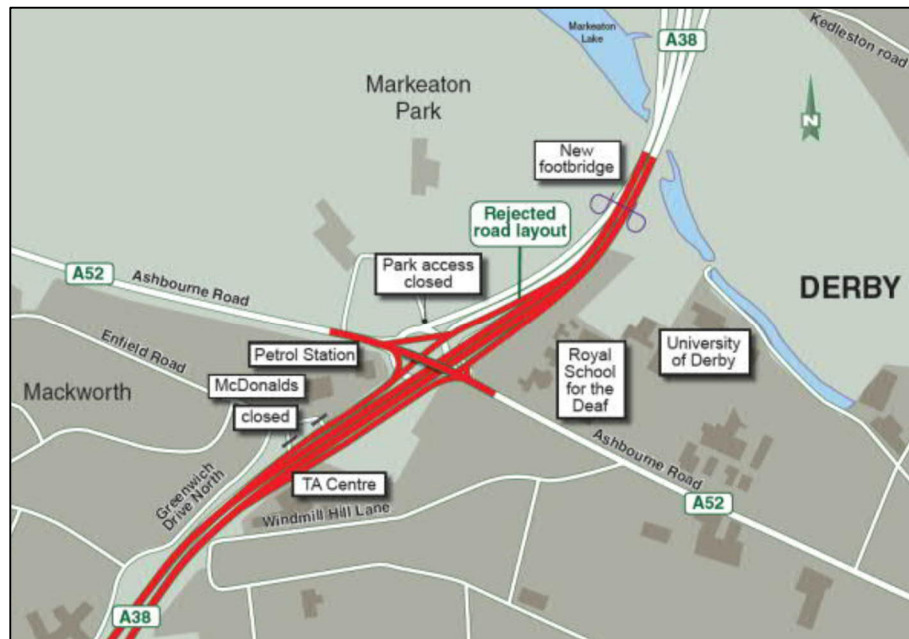 Markeaton
Lake
A38
Kedleston road
Markeaton
Park
N
New
footbridge
Rejected
road layout
Park access
closed
A52
Ashbourne Road
DERBY
Enfield Road
Petrol Station
Royal
School
for the
Deaf
University
of Derby
Mackworth
McDonalds
closed
Greenwich
Drive North
TA Centre
Windmill Hill Lane
Ashbourne Road
A52
A38